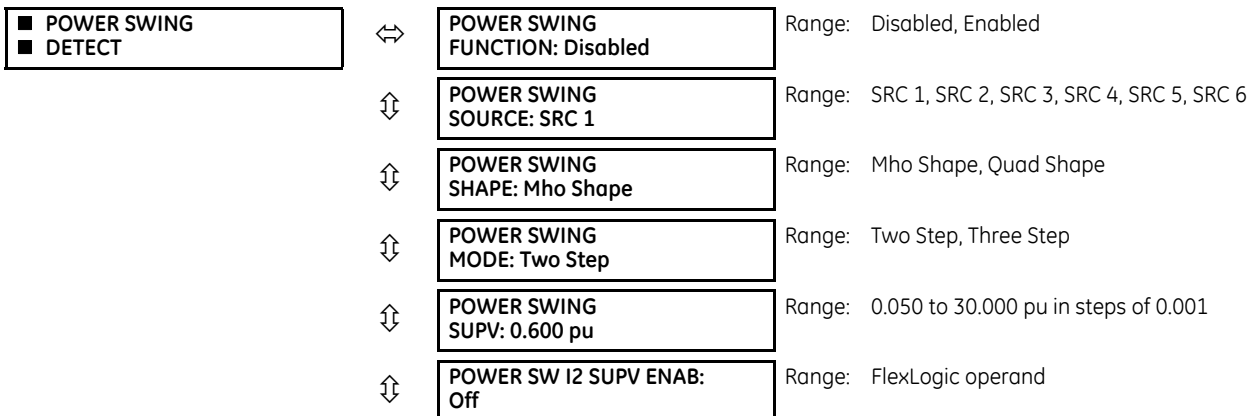 ■ POWER SWING
■ DETECT
POWER SWING
FUNCTION: Disabled
Range: Disabled, Enabled
POWER SWING
SOURCE: SRC 1
Range: SRC 1, SRC 2, SRC 3, SRC 4, SRC 5, SRC 6
POWER SWING
SHAPE: Mho Shape
Range: Mho Shape, Quad Shape
POWER SWING
MODE: Two Step
Range: Two Step, Three Step
POWER SWING
SUPV: 0.600 pu
Range: 0.050 to 30.000 pu in steps of 0.001
POWER SW I2 SUPV ENAB:
Off
Range: FlexLogic operand